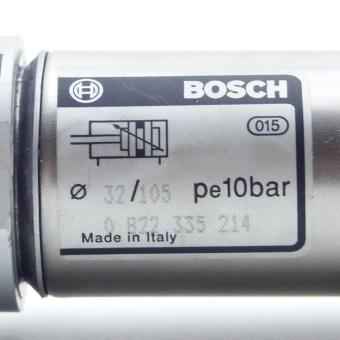 BOSCH
015
ø 32/105 pe10bar
0 822 335 214
Made in Italy